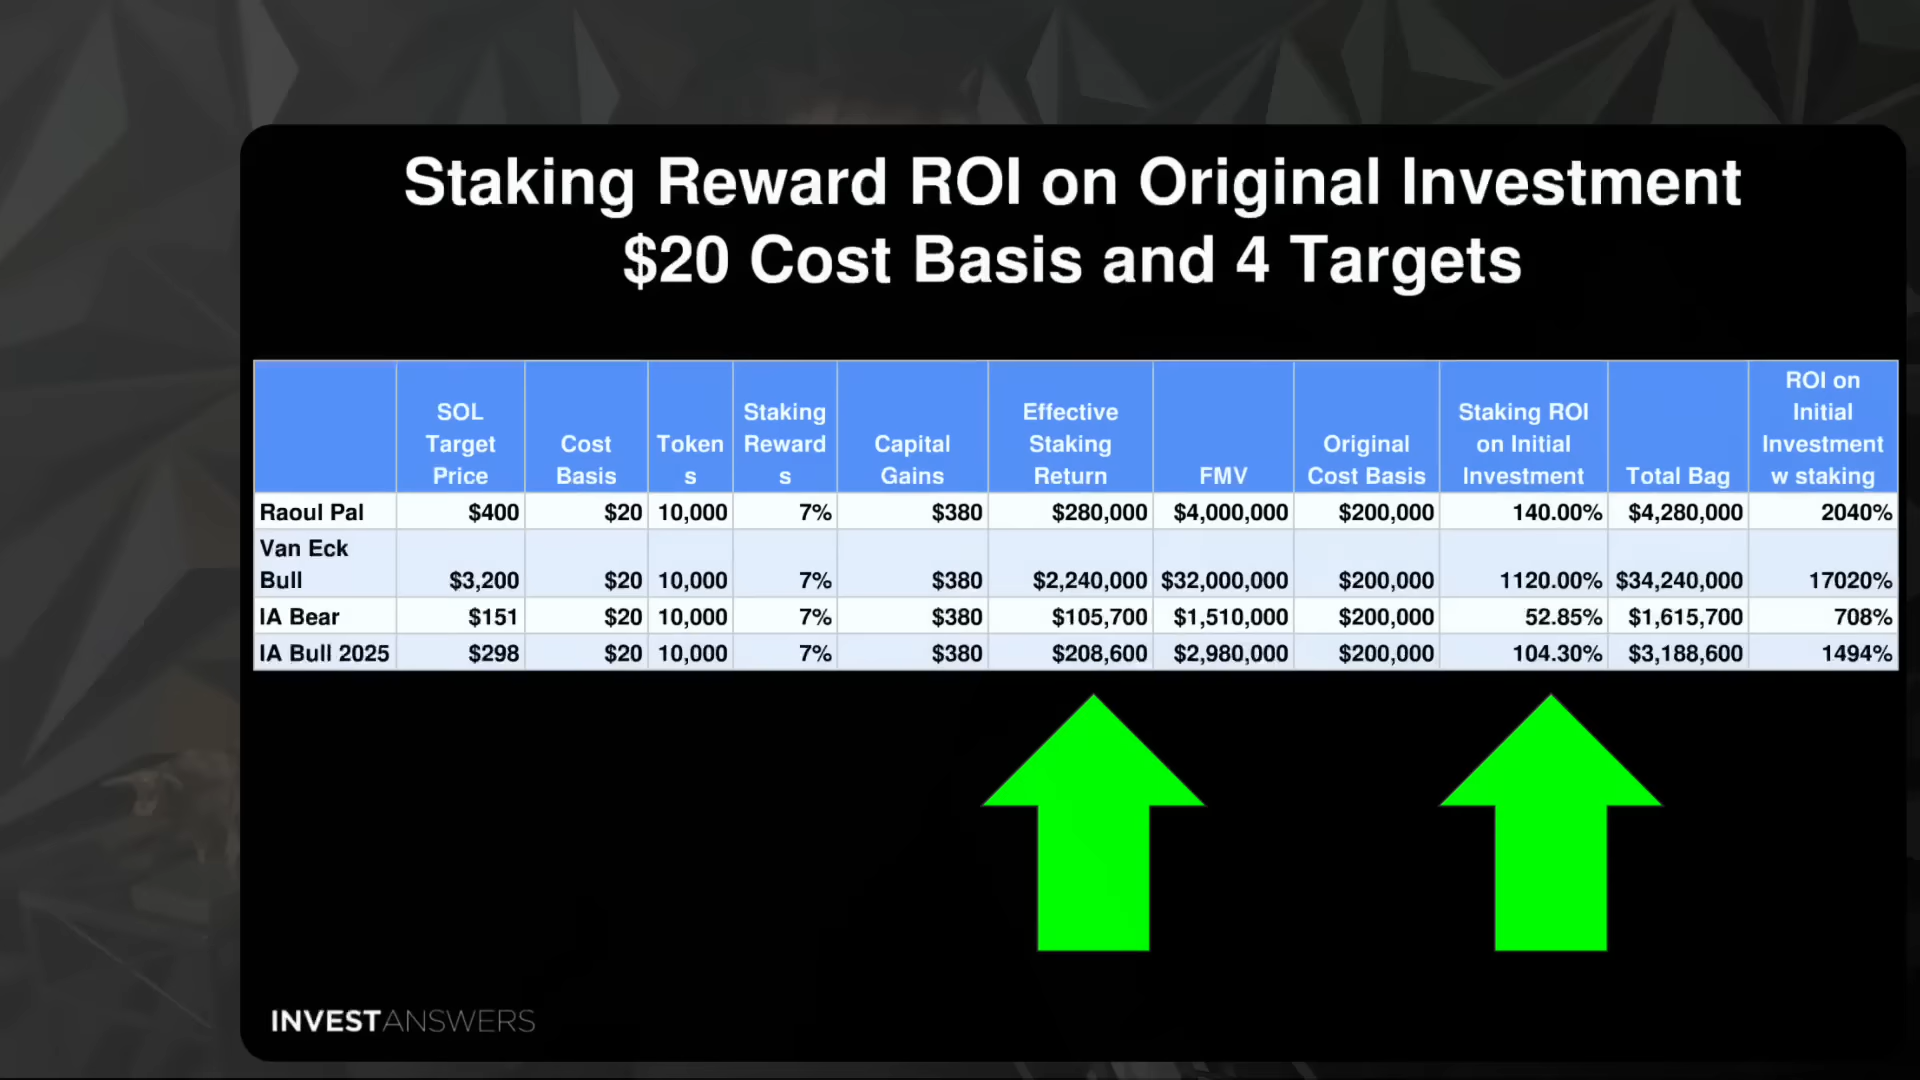 Staking Reward ROI on Original Investment
$20 Cost Basis and 4 Targets
SOL Target Price Cost Basis Token s Staking Reward s Capital Gains Effective Staking Return FMV Original Cost Basis Staking ROI on Initial Investment Total Bag ROI on Initial Investment w staking
Raoul Pal $400 $20 10,000 7% $380 $280,000 $4,000,000 $200,000 140.00% $4,280,000 2040%
Van Eck
Bull $3,200 $20 10,000 7% $380 $2,240,000 $32,000,000 $200,000 1120.00% $34,240,000 17020%
IA Bear $151 $20 10,000 7% $380 $105,700 $1,510,000 $200,000 52.85% $1,615,700 708%
IA Bull 2025 $298 $20 10,000 7% $380 $208,600 $2,980,000 $200,000 104.30% $3,188,600 1494%
INVESTANSWERS